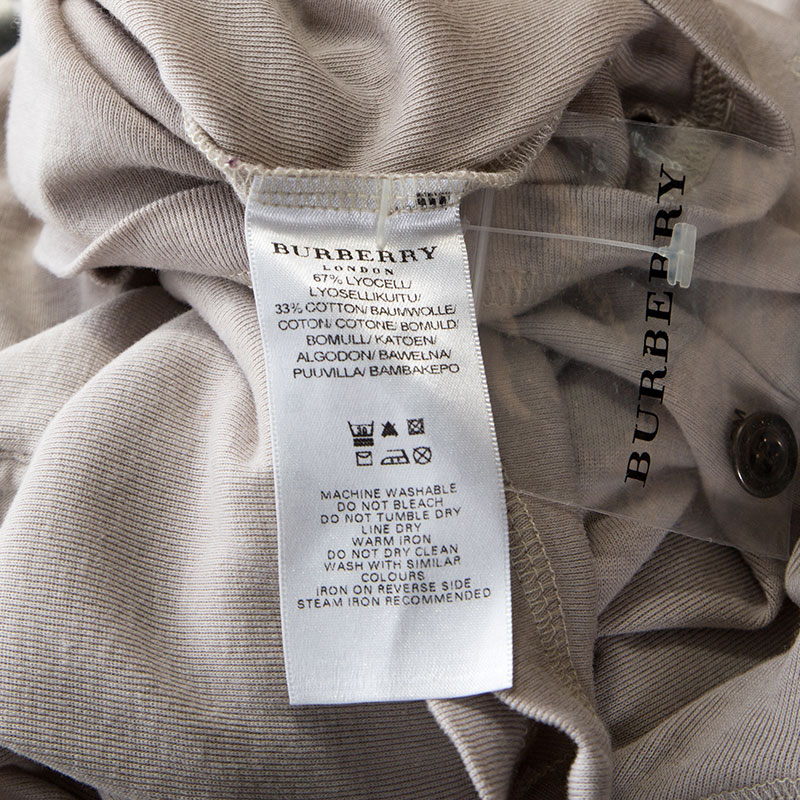 BURBERRY
LONDON
67% LYOCELL/
LYOSELLIKUITU/
33% COTTON/ BAUMWOLLE/
COTON/ COTONE/ BOMULD/
BOMULL/ KATOEN/
ALGODON/ BAWELNA/
PUUVILLA/ BAMBAKEPO
30
MACHINE WASHABLE
DO NOT BLEACH
DO NOT TUMBLE DRY
LINE DRY
WARM IRON
DO NOT DRY CLEAN
WASH WITH SIMILAR
COLOURS
IRON ON REVERSE SIDE
STEAM IRON RECOMMENDED
BURBERRY
BURBERRY